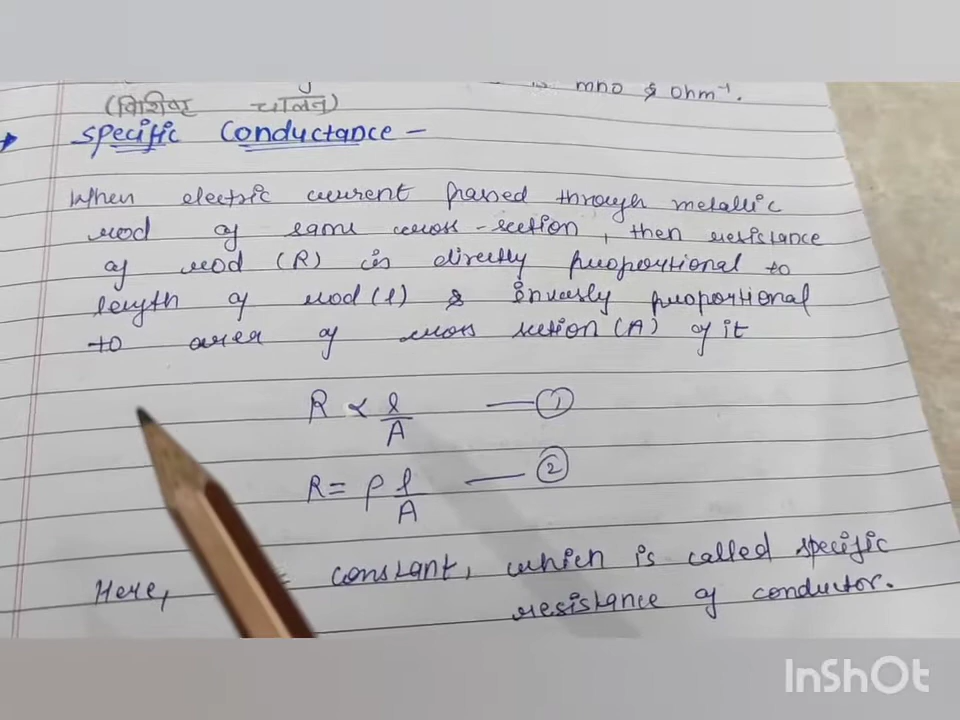 mho & ohm⁻¹.
(विशिष्ट चालन)
Specific Conductance -
When electric current passed through metallic
rod of same cross-section, then resistance
of rod (R) is directly proportional to
length of rod (l) & inversly proportional
to area of cross section (A) of it
R ∝ l/A — ①
R = ρ l/A — ②
Here, = constant, which is called specific
resistance of conductor.
InShOt